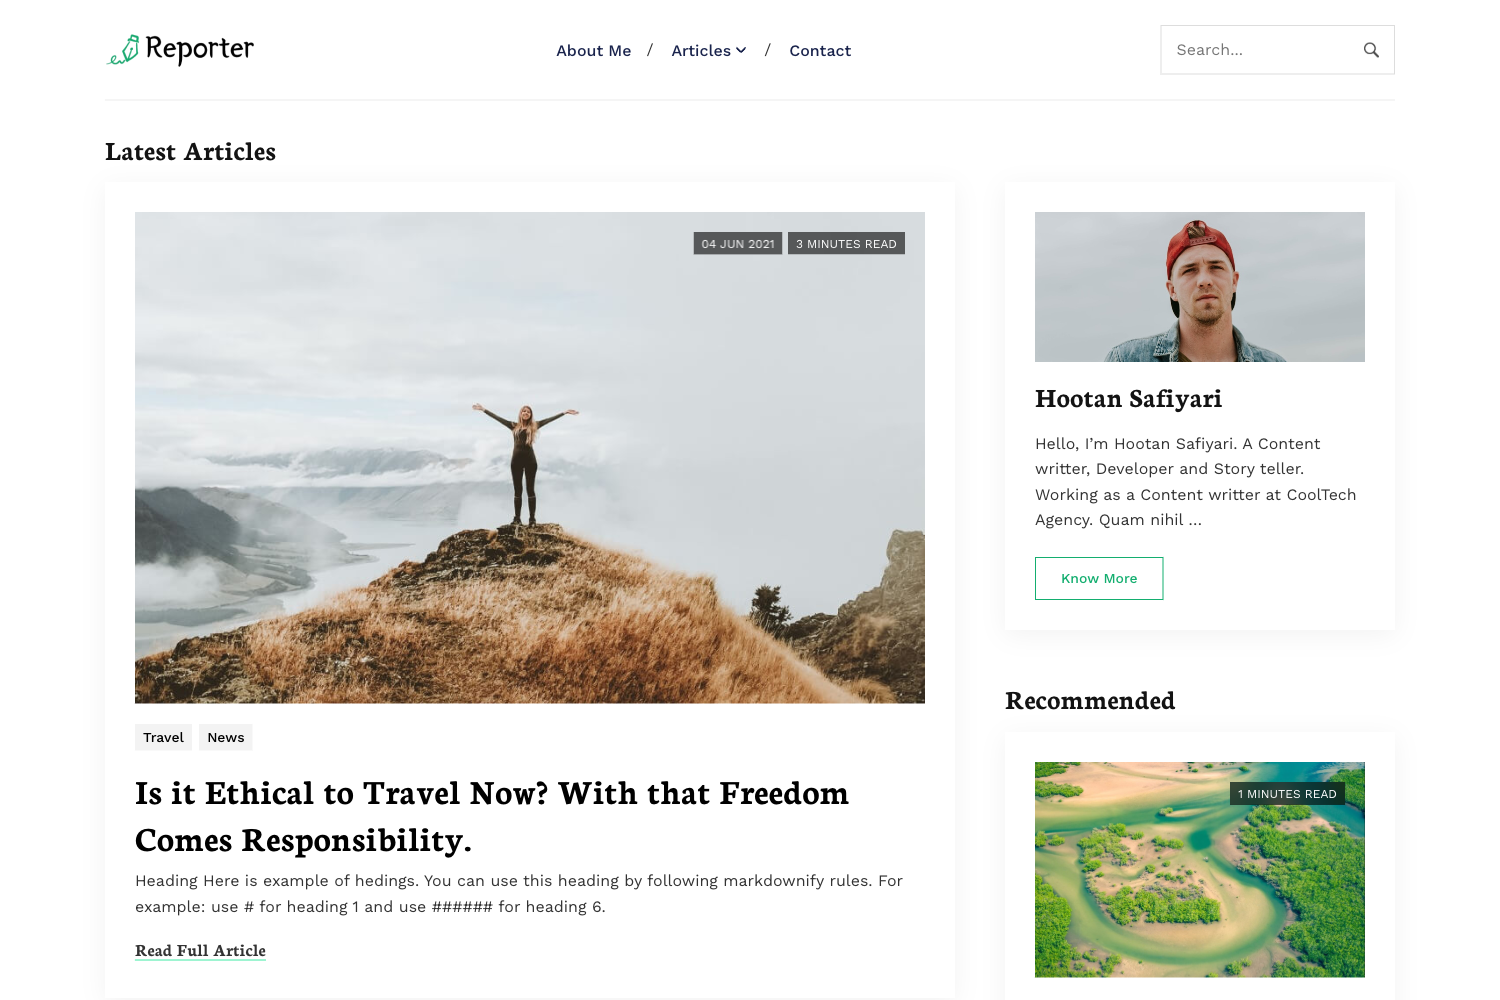 Reporter
About Me / Articles / Contact
Search...
Latest Articles
04 JUN 2021 3 MINUTES READ
Travel News
Is it Ethical to Travel Now? With that Freedom
Comes Responsibility.
Heading Here is example of hedings. You can use this heading by following markdownify rules. For
example: use # for heading 1 and use ###### for heading 6.
Read Full Article
Hootan Safiyari
Hello, I’m Hootan Safiyari. A Content
writter, Developer and Story teller.
Working as a Content writter at CoolTech
Agency. Quam nihil …
Know More
Recommended
1 MINUTES READ